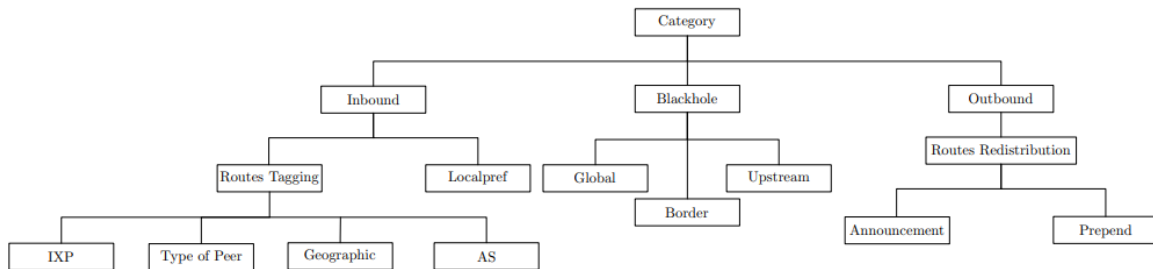 Category
Inbound
Blackhole
Outbound
Routes Redistribution
Routes Tagging
Localpref
Global
Upstream
Border
Announcement
Prepend
IXP
Type of Peer
Geographic
AS